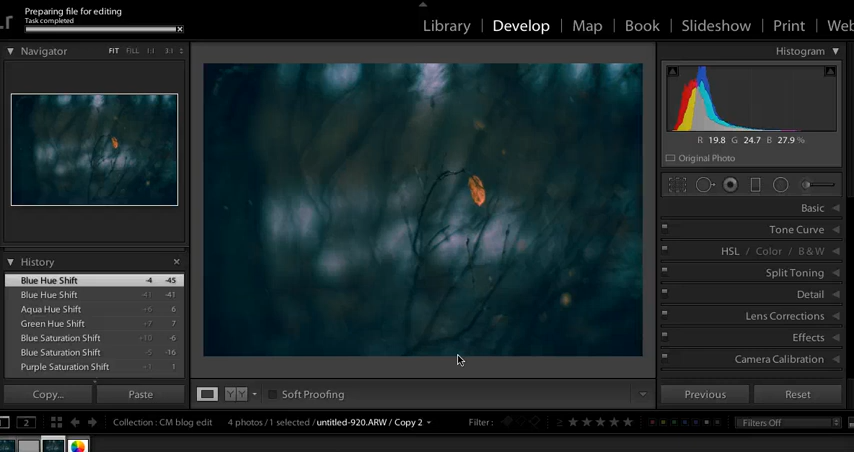 Preparing file for editing
Task completed
Library | Develop | Map | Book | Slideshow | Print | Web
Navigator FIT FILL 1:1 3:1
Histogram
R 19.8 G 24.7 B 27.9 %
Original Photo
Basic
Tone Curve
HSL / Color / B & W
Split Toning
Detail
Lens Corrections
Effects
Camera Calibration
History
Blue Hue Shift -4 -45
Blue Hue Shift -41 -41
Aqua Hue Shift +6 6
Green Hue Shift +7 7
Blue Saturation Shift +10 -6
Blue Saturation Shift -5 -16
Purple Saturation Shift +1 1
Copy... Paste
Y Y Soft Proofing
Previous Reset
2 Collection : CM blog edit 4 photos / 1 selected / untitled-920.ARW / Copy 2 Filter : Filters Off